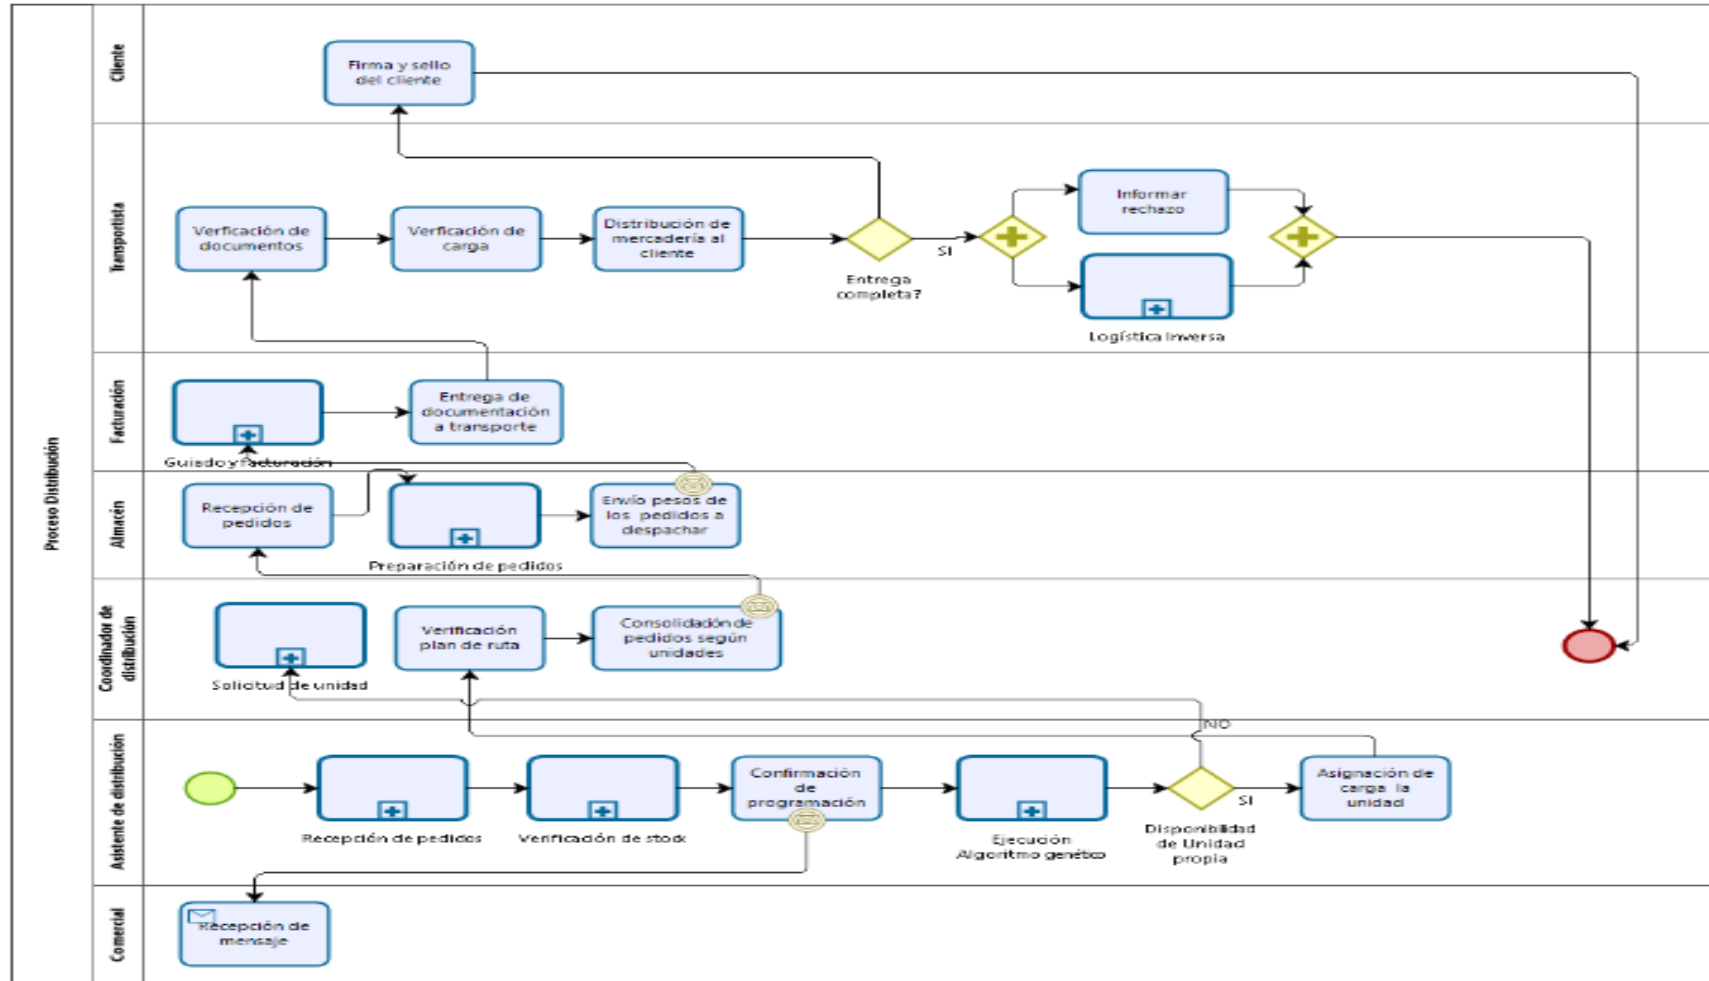 Proceso Distribución
Cliente
Firma y sello
del cliente
Transportista
Verficación de
documentos
Verficación de
carga
Distribución de
mercadería al
cliente
Entrega
completa?
SI
Informar
rechazo
Logística Inversa
Facturación
Guiado y facturación
Entrega de
documentación
a transporte
Almacén
Recepción de
pedidos
Preparación de pedidos
Envío pesos de
los pedidos a
despachar
Coordinador de
distribución
Solicitud de unidad
Verificación
plan de ruta
Consolidación de
pedidos según
unidades
Asistente de distribución
Recepción de pedidos
Verificación de stock
Confirmación
de
programación
Ejecución
Algoritmo genético
NO
Disponibilidad
de Unidad
propia
SI
Asignación de
carga la
unidad
Comercial
Recepción de
mensaje